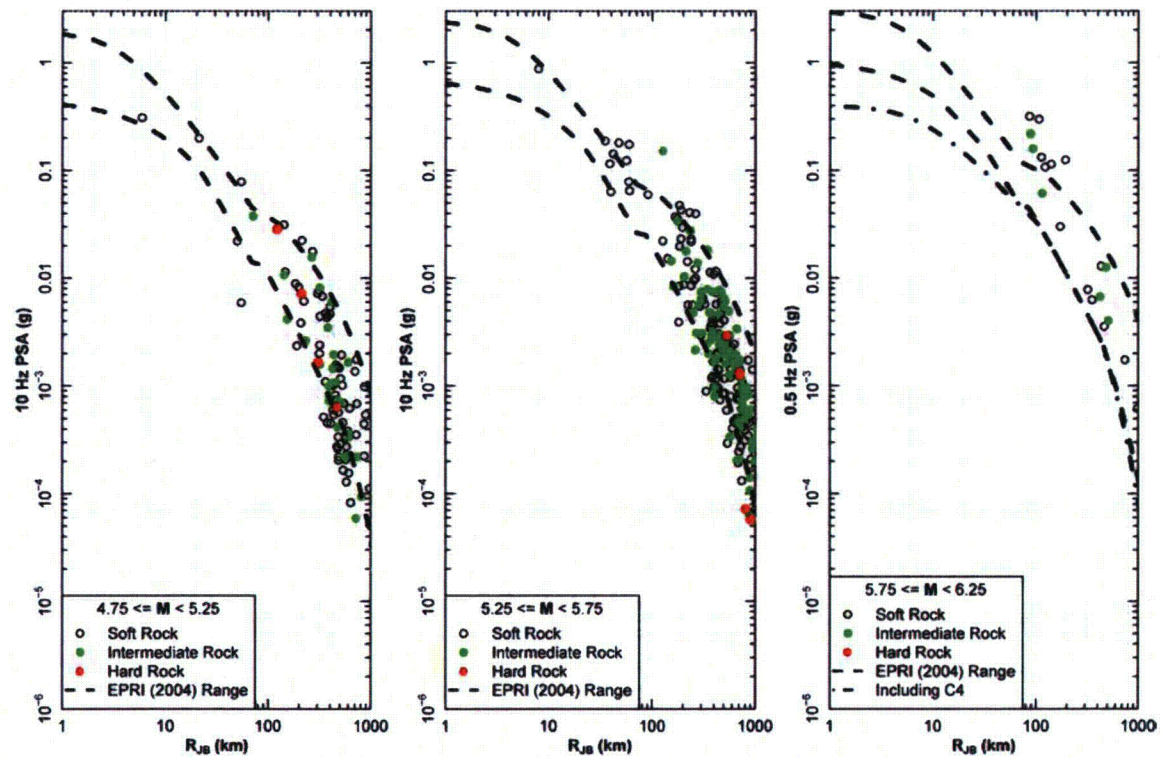 10 Hz PSA (g)
1
0.1
0.01
10⁻³
10⁻⁴
10⁻⁵
10⁻⁶
4.75 <= M < 5.25
Soft Rock
Intermediate Rock
Hard Rock
EPRI (2004) Range
1 10 100 1000
R_JB (km)
10 Hz PSA (g)
1
0.1
0.01
10⁻³
10⁻⁴
10⁻⁵
10⁻⁶
5.25 <= M < 5.75
Soft Rock
Intermediate Rock
Hard Rock
EPRI (2004) Range
1 10 100 1000
R_JB (km)
0.5 Hz PSA (g)
1
0.1
0.01
10⁻³
10⁻⁴
10⁻⁵
10⁻⁶
5.75 <= M < 6.25
Soft Rock
Intermediate Rock
Hard Rock
EPRI (2004) Range
Including C4
1 10 100 1000
R_JB (km)